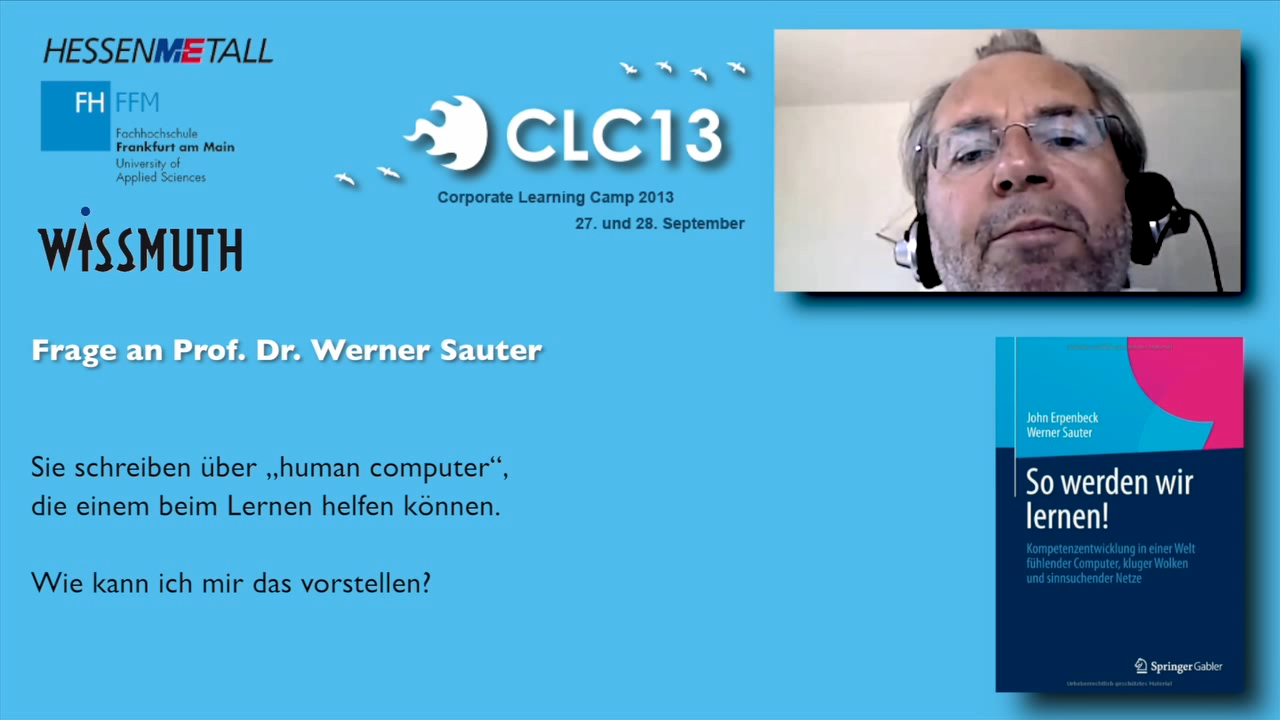 HESSENMETALL
FH FFM
Fachhochschule
Frankfurt am Main
University of
Applied Sciences
WISSMUTH
CLC13
Corporate Learning Camp 2013
27. und 28. September
Frage an Prof. Dr. Werner Sauter
Sie schreiben über „human computer“,
die einem beim Lernen helfen können.
Wie kann ich mir das vorstellen?
John Erpenbeck
Werner Sauter
So werden wir
lernen!
Kompetenzentwicklung in einer Welt
fühlender Computer, kluger Wolken
und sinnsuchender Netze
Springer Gabler
Urheberrechtlich geschütztes Material